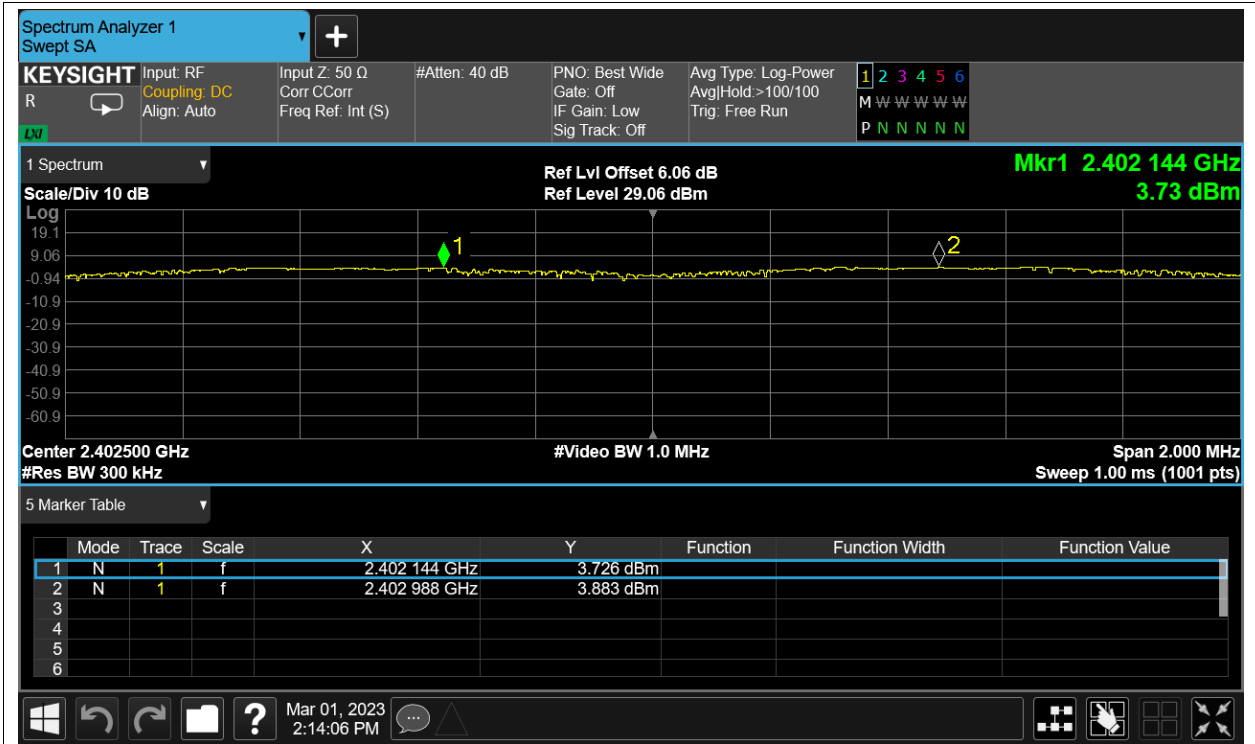 Spectrum Analyzer 1
Swept SA
+
KEYSIGHT Input: RF Input Z: 50 Ω #Atten: 40 dB PNO: Best Wide Avg Type: Log-Power 1 2 3 4 5 6
R Coupling: DC Corr CCorr Gate: Off Avg|Hold:>100/100 M W W W W W
Align: Auto Freq Ref: Int (S) IF Gain: Low Trig: Free Run
LXI Sig Track: Off P N N N N N
1 Spectrum Ref Lvl Offset 6.06 dB Mkr1 2.402 144 GHz
Scale/Div 10 dB Ref Level 29.06 dBm 3.73 dBm
Log
19.1
9.06
-0.94
-10.9
-20.9
-30.9
-40.9
-50.9
-60.9
1 2
Center 2.402500 GHz #Video BW 1.0 MHz Span 2.000 MHz
#Res BW 300 kHz Sweep 1.00 ms (1001 pts)
5 Marker Table
Mode Trace Scale X Y Function Function Width Function Value
1 N 1 f 2.402 144 GHz 3.726 dBm
2 N 1 f 2.402 988 GHz 3.883 dBm
3
4
5
6
? Mar 01, 2023
2:14:06 PM